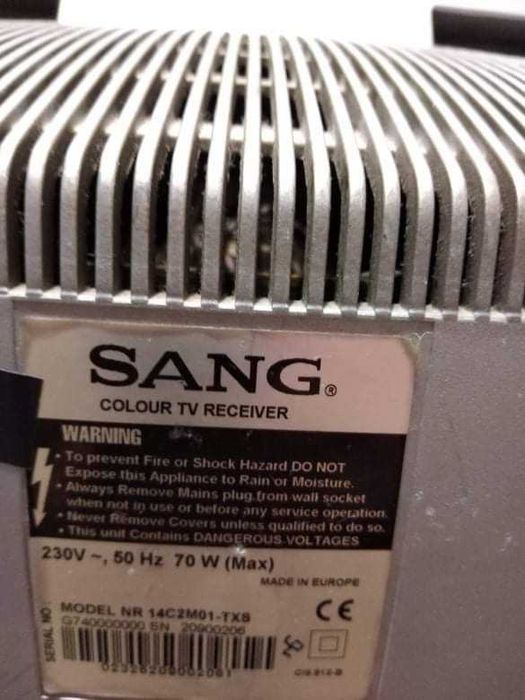 SANG®
COLOUR TV RECEIVER
WARNING
• To prevent Fire or Shock Hazard DO NOT
Expose this Appliance to Rain or Moisture.
• Always Remove Mains plug from wall socket
when not in use or before any service operation.
• Never Remove Covers unless qualified to do so.
• This unit Contains DANGEROUS VOLTAGES
230V ~, 50 Hz 70 W (Max)
MADE IN EUROPE
MODEL NR 14C2M01-TXS
SERIAL NO.
G740000000 SN 20900206
CE